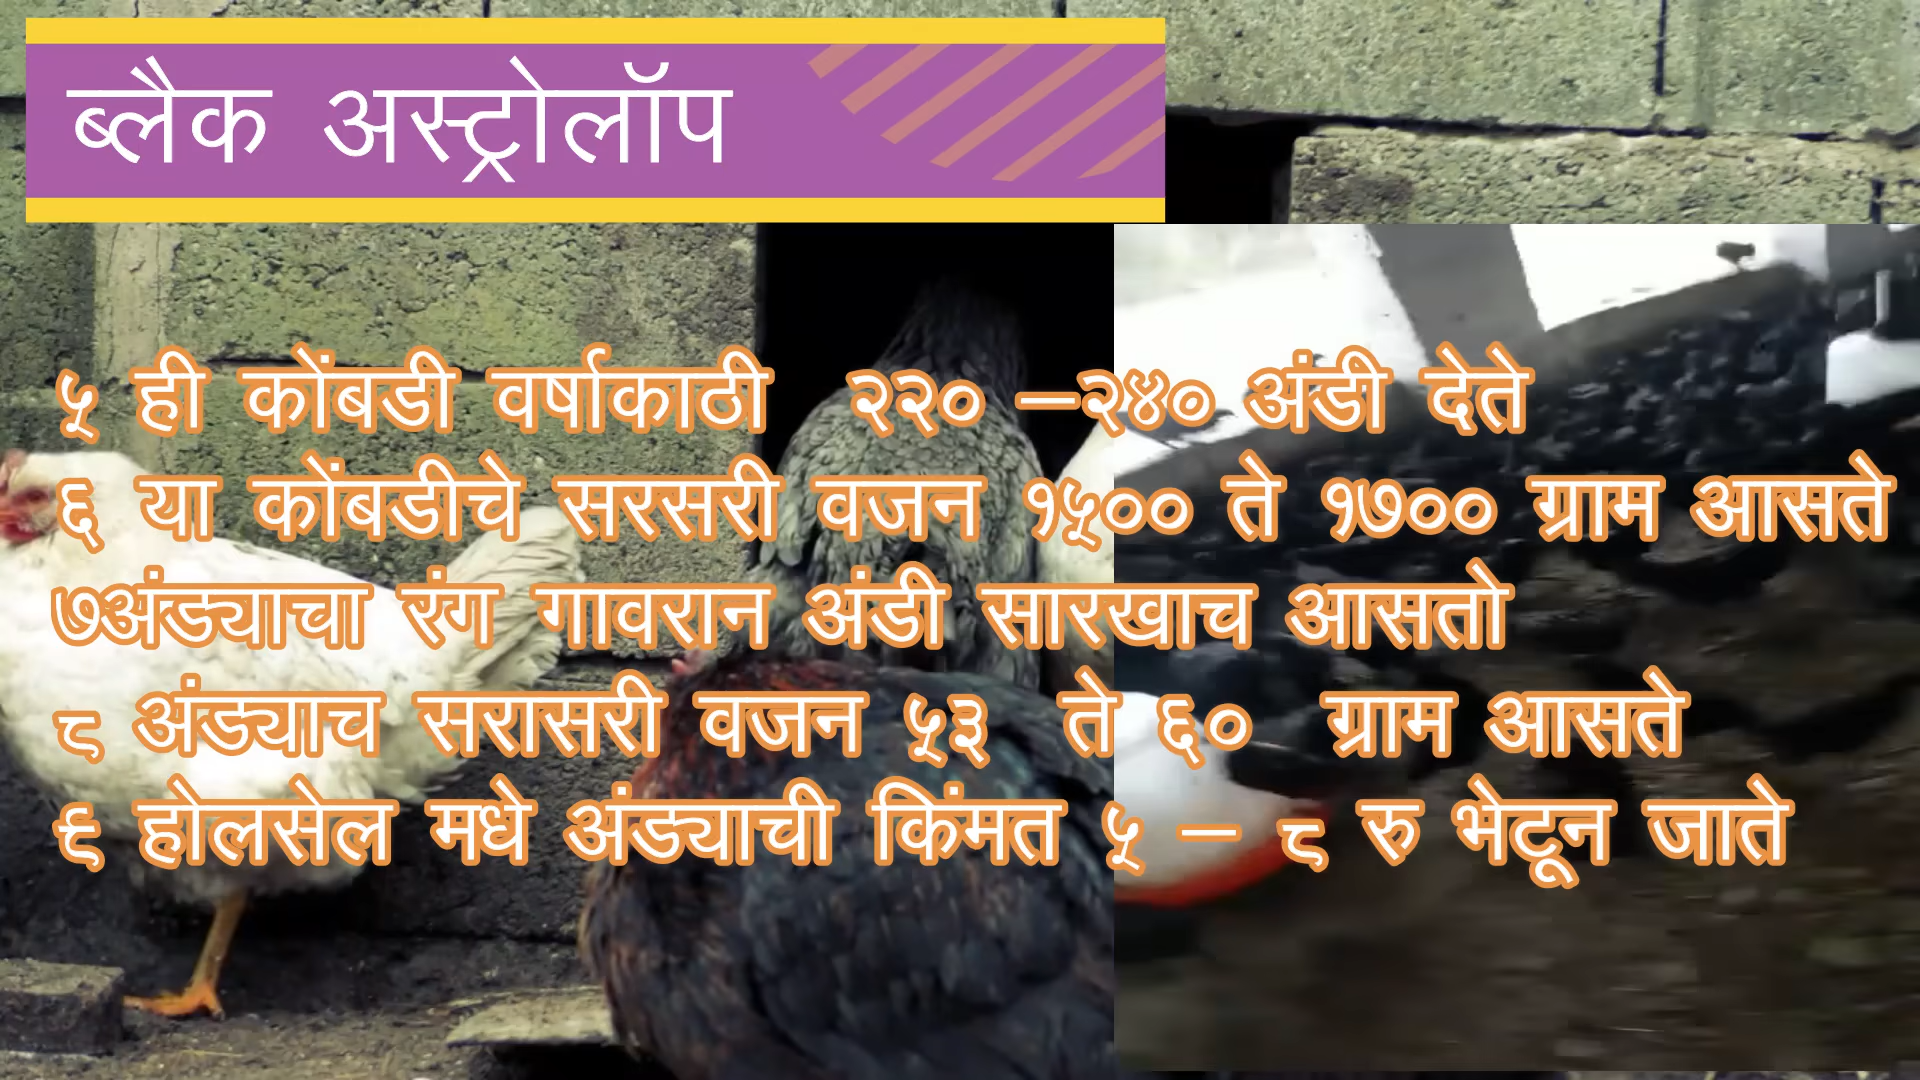 ब्लैक अस्ट्रोलॉप
५ ही कोंबडी वर्षाकाठी २२० –२४० अंडी देते
६ या कोंबडीचे सरसरी वजन १५०० ते १७०० ग्राम आसते
७अंड्याचा रंग गावरान अंडी सारखाच आसतो
८ अंड्याच सरासरी वजन ५३ ते ६० ग्राम आसते
९ होलसेल मधे अंड्याची किंमत ५ – ८ रु भेटून जाते